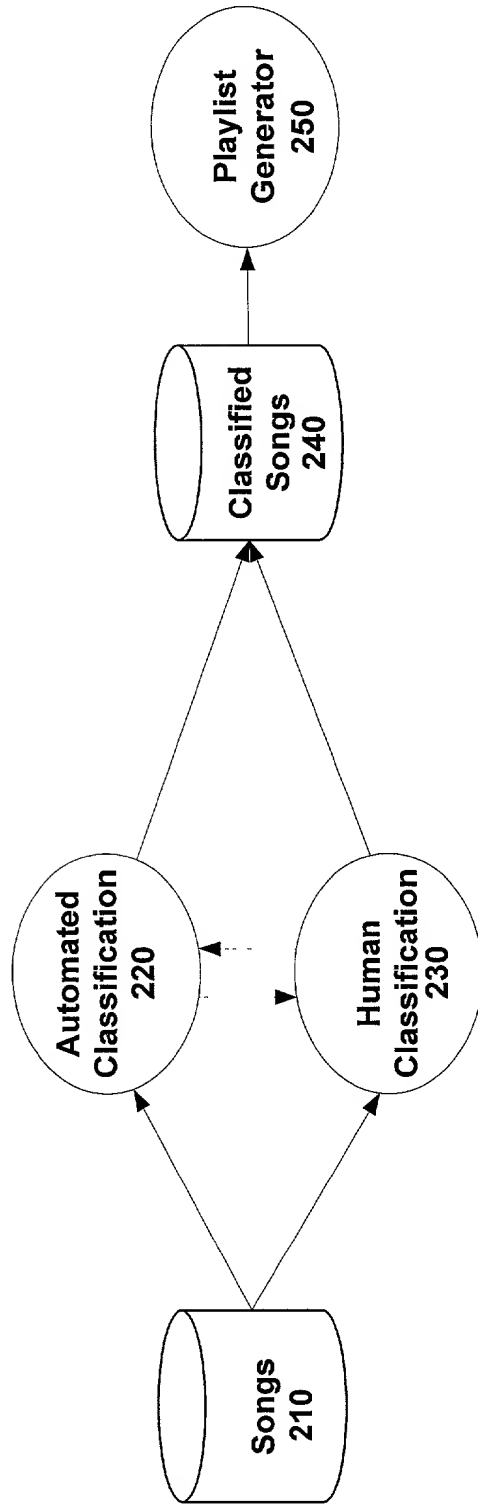 Songs
210
Automated
Classification
220
Human
Classification
230
Classified
Songs
240
Playlist
Generator
250